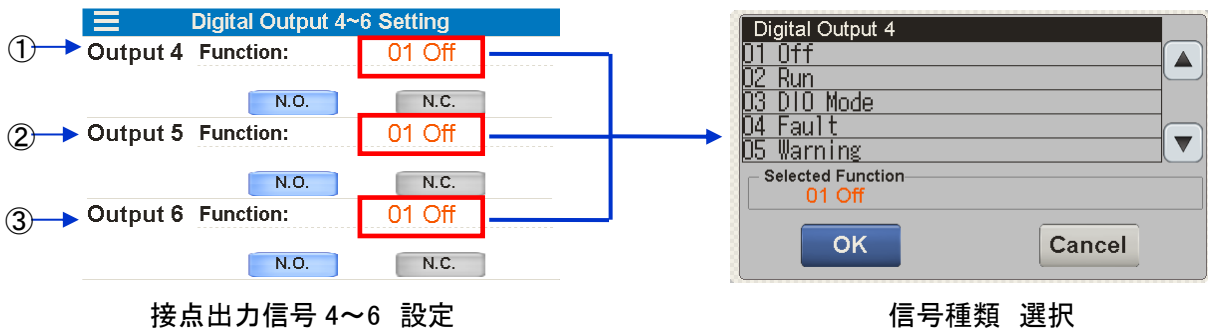 Digital Output 4~6 Setting
① Output 4 Function: 01 Off
N.O. N.C.
② Output 5 Function: 01 Off
N.O. N.C.
③ Output 6 Function: 01 Off
N.O. N.C.
接点出力信号 4～6 設定
Digital Output 4
01 Off
02 Run
03 DIO Mode
04 Fault
05 Warning
Selected Function
01 Off
OK Cancel
信号種類 選択